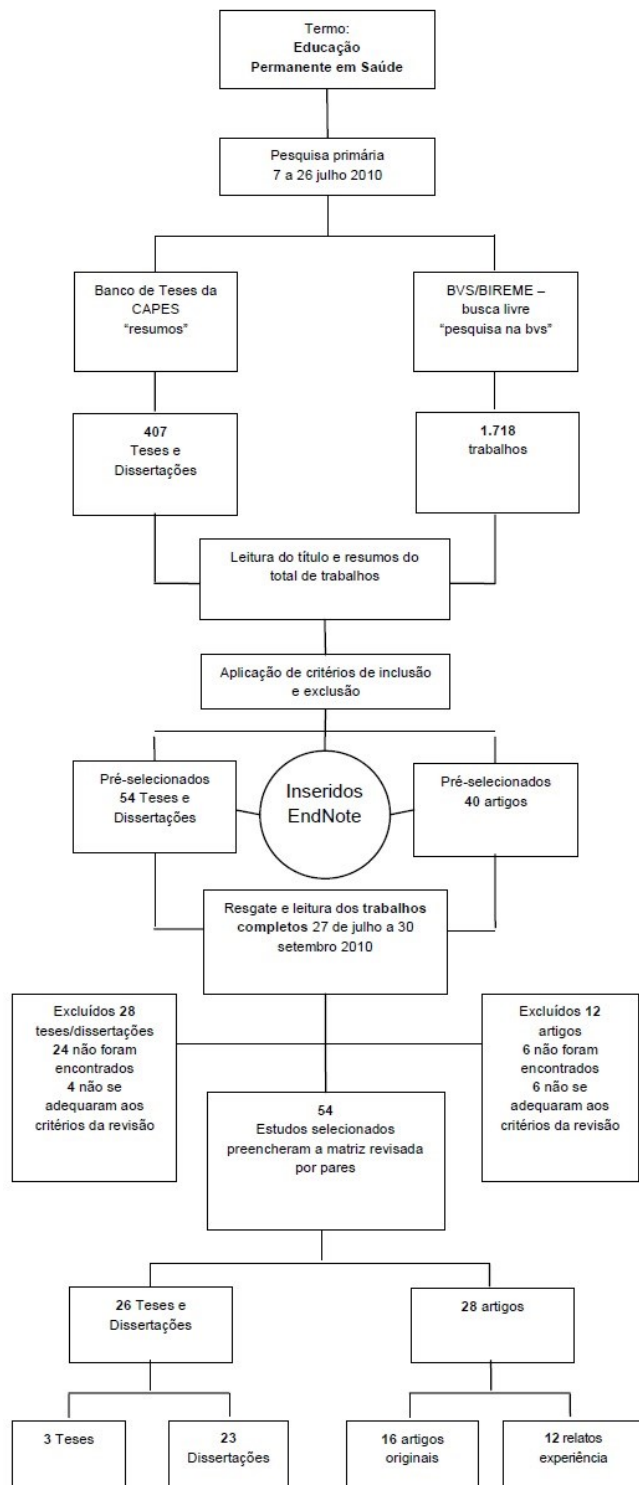 Termo:
Educação
Permanente em Saúde
Pesquisa primária
7 a 26 julho 2010
Banco de Teses da
CAPES
“resumos”
BVS/BIREME –
busca livre
“pesquisa na bvs”
407
Teses e
Dissertações
1.718
trabalhos
Leitura do título e resumos do
total de trabalhos
Aplicação de critérios de inclusão
e exclusão
Pré-selecionados
54 Teses e
Dissertações
Inseridos
EndNote
Pré-selecionados
40 artigos
Resgate e leitura dos trabalhos
completos 27 de julho a 30
setembro 2010
Excluídos 28
teses/dissertações
24 não foram
encontrados
4 não se
adequaram aos
critérios da revisão
Excluídos 12
artigos
6 não foram
encontrados
6 não se
adequaram aos
critérios da revisão
54
Estudos selecionados
preencheram a matriz revisada
por pares
26 Teses e
Dissertações
28 artigos
3 Teses
23
Dissertações
16 artigos
originais
12 relatos
experiência